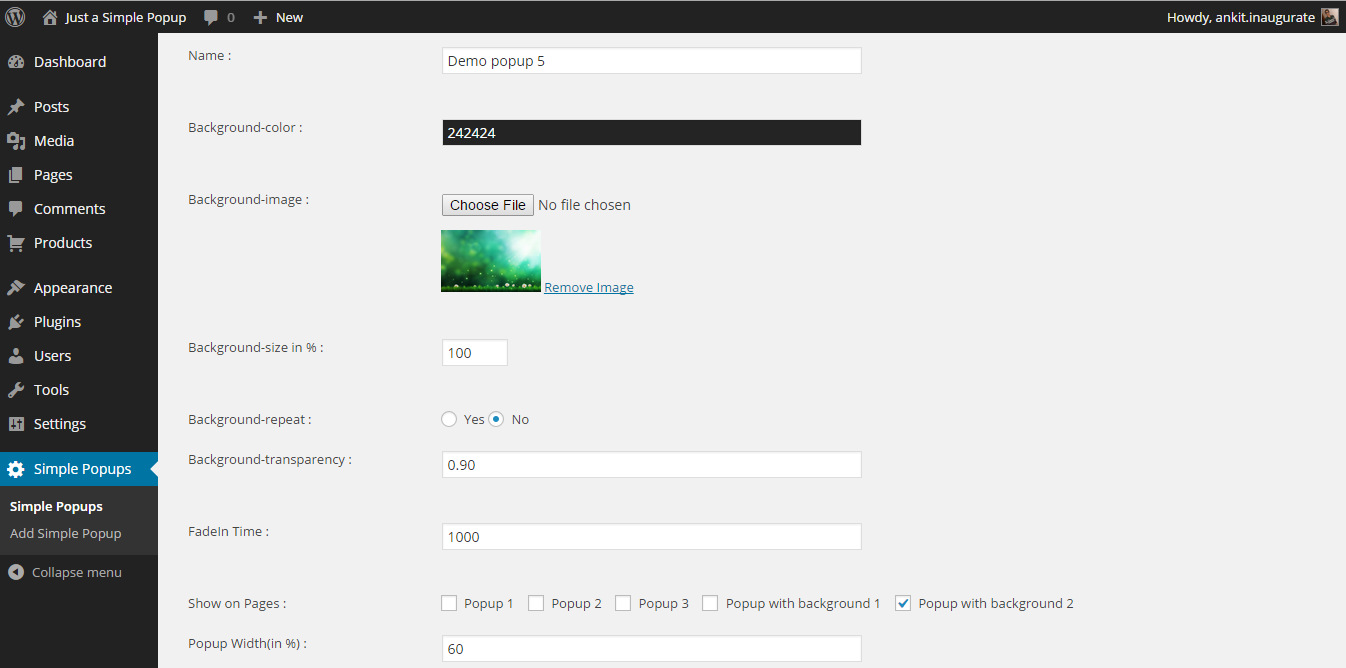 Just a Simple Popup 0 New Howdy, ankit.inaugurate
Dashboard
Posts
Media
Pages
Comments
Products
Appearance
Plugins
Users
Tools
Settings
Simple Popups
Simple Popups
Add Simple Popup
Collapse menu
Name : Demo popup 5
Background-color : 242424
Background-image : Choose File No file chosen
Remove Image
Background-size in % : 100
Background-repeat : Yes No
Background-transparency : 0.90
FadeIn Time : 1000
Show on Pages : Popup 1 Popup 2 Popup 3 Popup with background 1 Popup with background 2
Popup Width(in %) : 60